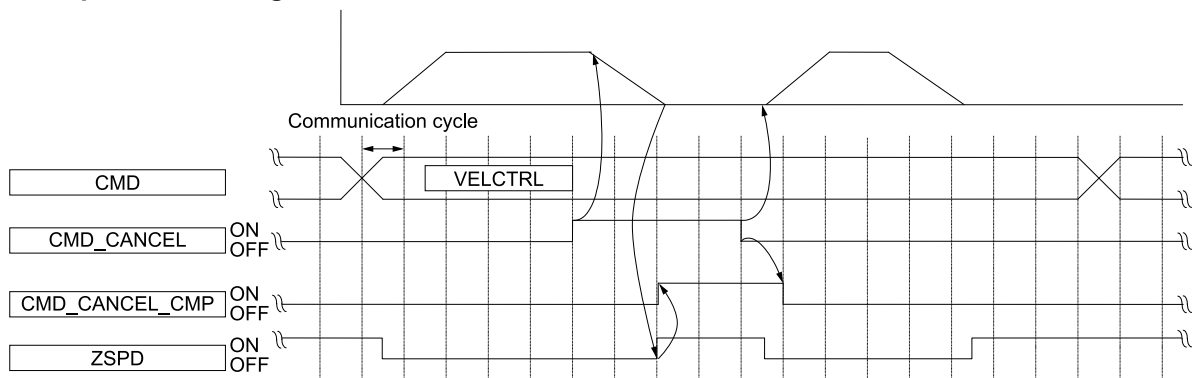 Communication cycle
CMD
VELCTRL
CMD_CANCEL
ON
OFF
CMD_CANCEL_CMP
ON
OFF
ZSPD
ON
OFF